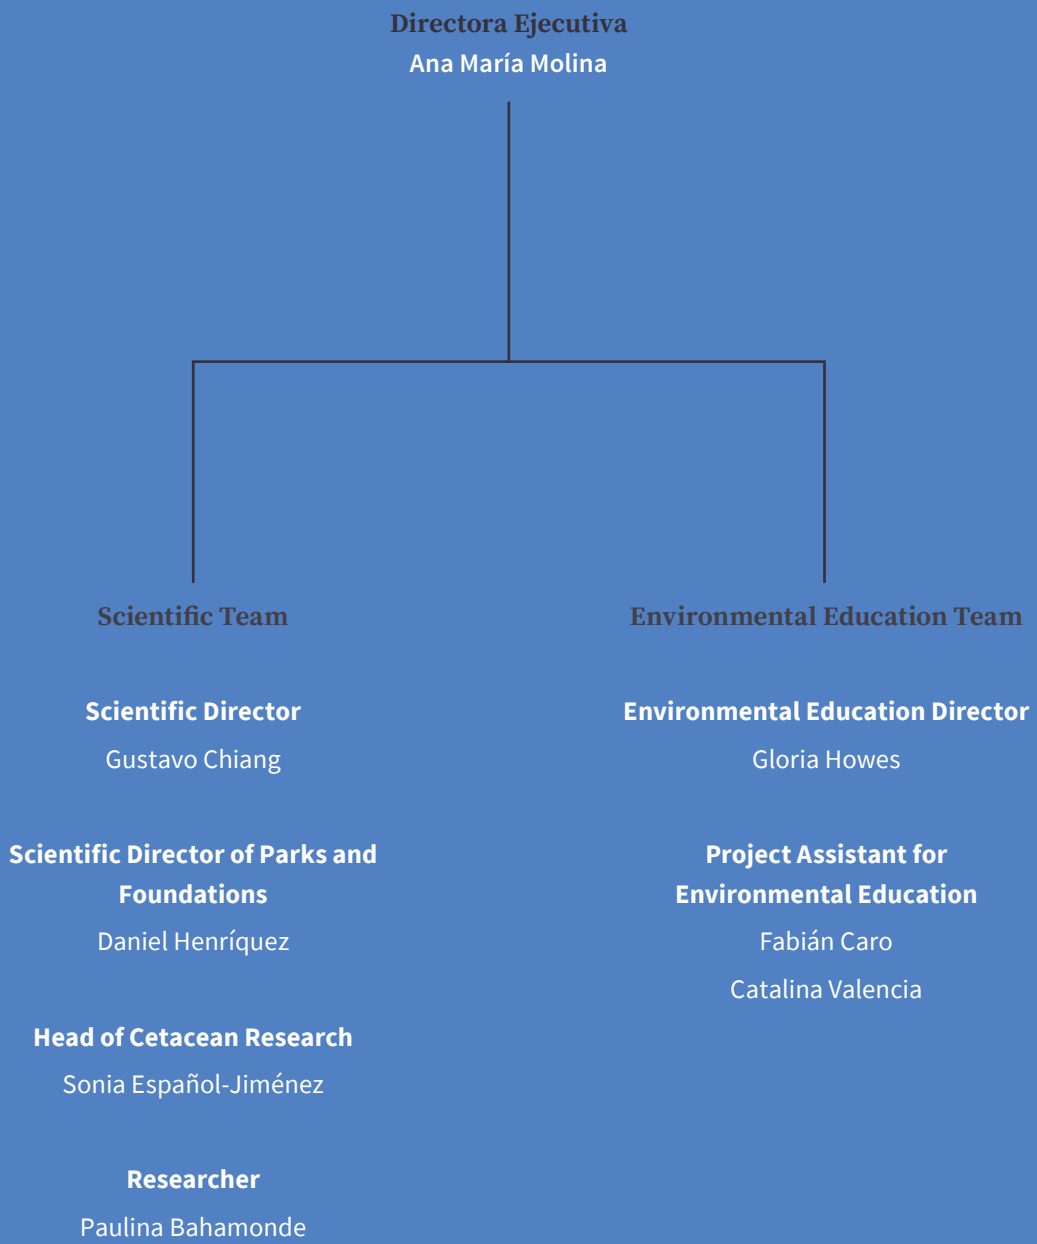 Directora Ejecutiva
Ana María Molina
Scientific Team
Scientific Director
Gustavo Chiang
Scientific Director of Parks and
Foundations
Daniel Henríquez
Head of Cetacean Research
Sonia Español-Jiménez
Researcher
Paulina Bahamonde
Environmental Education Team
Environmental Education Director
Gloria Howes
Project Assistant for
Environmental Education
Fabián Caro
Catalina Valencia